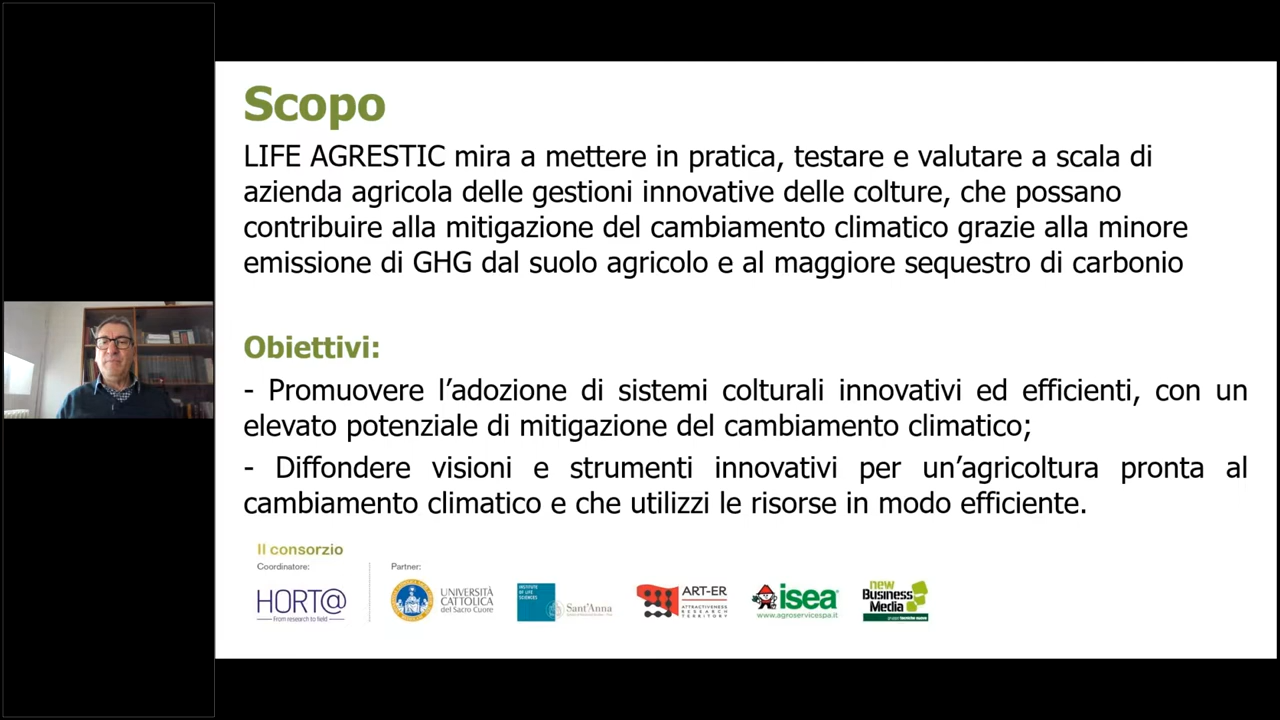 Scopo
LIFE AGRESTIC mira a mettere in pratica, testare e valutare a scala di
azienda agricola delle gestioni innovative delle colture, che possano
contribuire alla mitigazione del cambiamento climatico grazie alla minore
emissione di GHG dal suolo agricolo e al maggiore sequestro di carbonio
Obiettivi:
- Promuovere l’adozione di sistemi colturali innovativi ed efficienti, con un
elevato potenziale di mitigazione del cambiamento climatico;
- Diffondere visioni e strumenti innovativi per un’agricoltura pronta al
cambiamento climatico e che utilizzi le risorse in modo efficiente.
Il consorzio
Coordinatore:
Partner:
HORT@
From research to field
UNIVERSITÀ
CATTOLICA
del Sacro Cuore
INSTITUTE
OF LIFE
SCIENCES
Sant'Anna
ART-ER
ATTRACTIVENESS
RESEARCH
TERRITORY
isea
www.agroservicespa.it
new
Business
Media
gruppo tecniche nuove